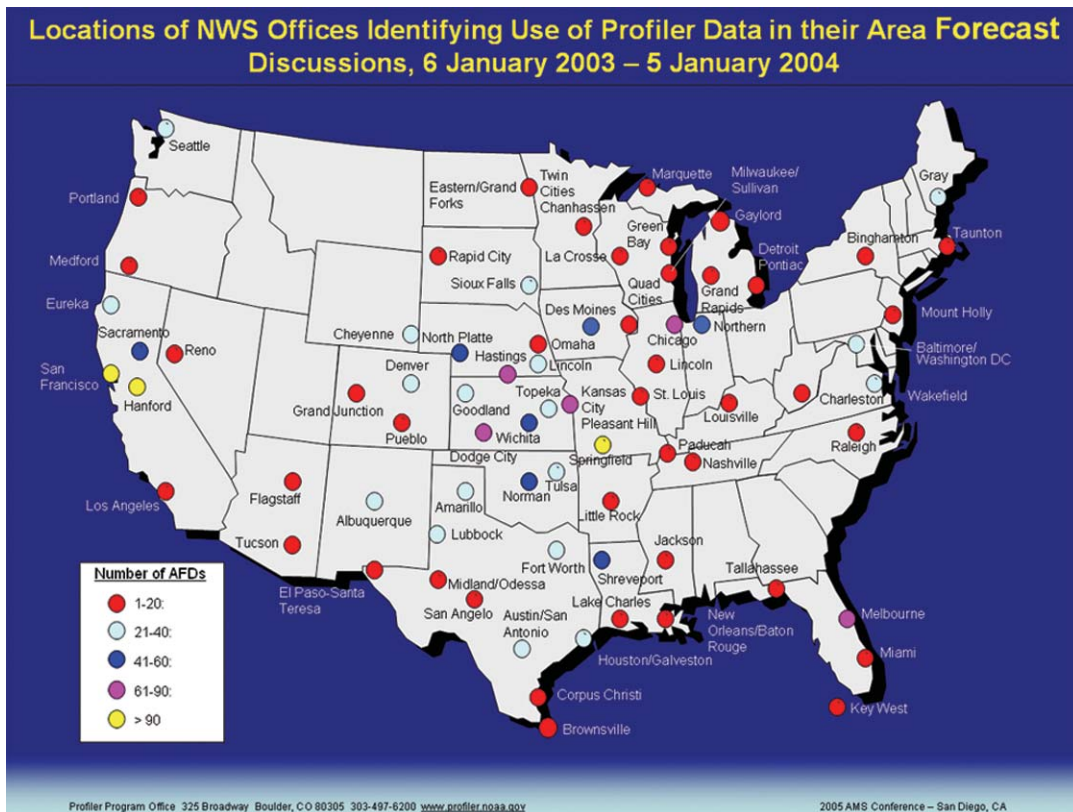 Locations of NWS Offices Identifying Use of Profiler Data in their Area Forecast
Discussions, 6 January 2003 – 5 January 2004
Seattle
Portland
Medford
Eureka
Sacramento
San
Francisco
Hanford
Reno
Los Angeles
Eastern/Grand
Forks
Twin
Cities
Chanhassen
Marquette
Milwaukee/
Sullivan
Gaylord
Green
Bay
La Crosse
Rapid City
Sioux Falls
Quad
Cities
Grand
Rapids
Detroit
Pontiac
Gray
Binghamton
Taunton
Mount Holly
Baltimore/
Washington DC
Wakefield
Charleston
Cheyenne
North Platte
Des Moines
Chicago
Northern
Hastings
Omaha
Lincoln
Lincoln
Denver
Grand Junction
Pueblo
Goodland
Topeka
Kansas
City
Pleasant Hill
St. Louis
Louisville
Wichita
Dodge City
Springfield
Paducah
Nashville
Raleigh
Flagstaff
Tucson
Albuquerque
Amarillo
Norman
Tulsa
Little Rock
Lubbock
Fort Worth
Shreveport
Jackson
Tallahassee
El Paso-Santa
Teresa
Midland/Odessa
San Angelo
Austin/San
Antonio
Lake Charles
New
Orleans/Baton
Rouge
Houston/Galveston
Melbourne
Miami
Key West
Corpus Christi
Brownsville
Number of AFDs
1-20:
21-40:
41-60:
61-90:
> 90
Profiler Program Office 325 Broadway Boulder, CO 80305 303-497-6200 www.profiler.noaa.gov
2005 AMS Conference – San Diego, CA